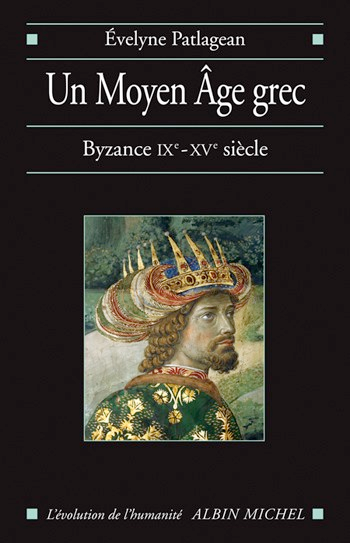 Évelyne Patlagean
Un Moyen Âge grec
Byzance IXe-XVe siècle
L'évolution de l'humanité ALBIN MICHEL